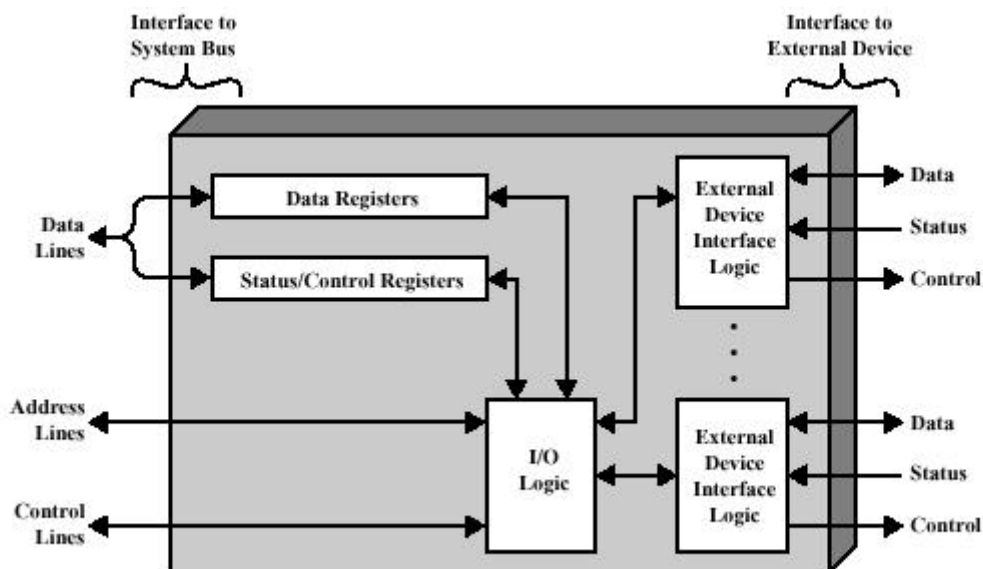 Interface to
System Bus
Interface to
External Device
Data
Lines
Data Registers
Status/Control Registers
External
Device
Interface
Logic
Data
Status
Control
Address
Lines
Control
Lines
I/O
Logic
External
Device
Interface
Logic
Data
Status
Control